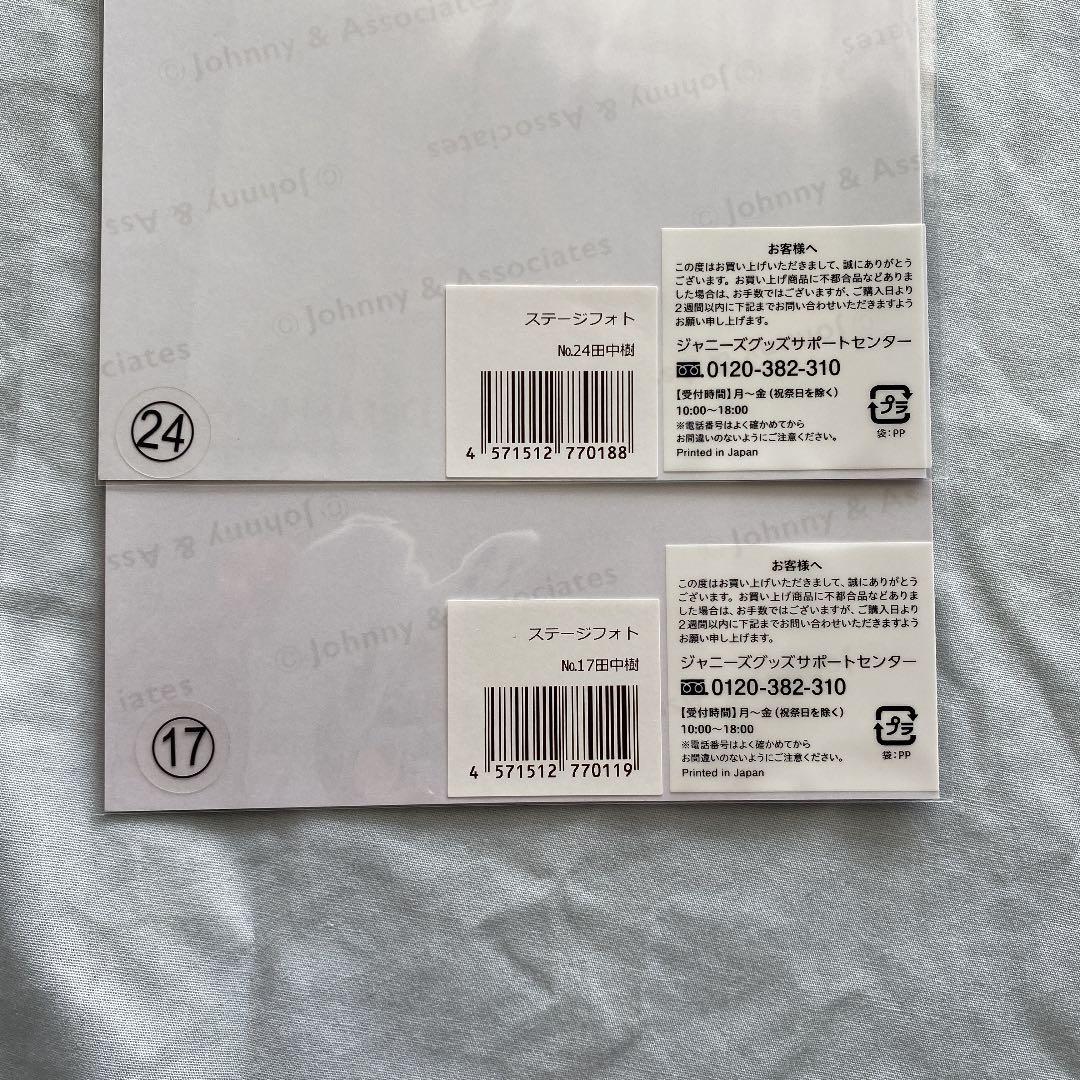 © Johnny & Associates
© Johnny & Associates
Associates
© Johnny & Ass
© Johnny & As
© Johnny & Associates
ciates
お客様へ
この度はお買い上げいただきまして、誠にありがとう
ございます。お買い上げ商品に不都合品などありま
した場合は、お手数ではございますが、ご購入日より
2週間以内に下記までお問い合わせいただきますよう
お願い申し上げます。
ジャニーズグッズサポートセンター
0120-382-310
【受付時間】月〜金(祝祭日を除く)
10:00〜18:00
※電話番号はよく確かめてから
お間違いのないようにご注意ください。
Printed in Japan
プラ
袋:PP
ステージフォト
No.24田中樹
4 571512 770188
24
© Johnny & Ass
Johnny & A
© Johnny & Associates
iates
お客様へ
この度はお買い上げいただきまして、誠にありがとう
ございます。お買い上げ商品に不都合品などありま
した場合は、お手数ではございますが、ご購入日より
2週間以内に下記までお問い合わせいただきますよう
お願い申し上げます。
ジャニーズグッズサポートセンター
0120-382-310
【受付時間】月〜金(祝祭日を除く)
10:00〜18:00
※電話番号はよく確かめてから
お間違いのないようにご注意ください。
Printed in Japan
プラ
袋:PP
ステージフォト
No.17田中樹
4 571512 770119
17